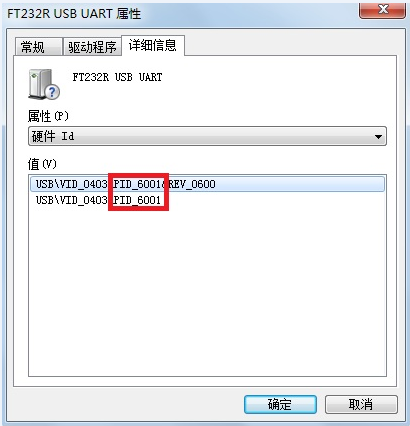 FT232R USB UART 属性
常规 驱动程序 详细信息
FT232R USB UART
属性(P)
硬件 Id
值(V)
USB\VID_0403 PID_6001&REV_0600
USB\VID_0403 PID_6001
确定 取消